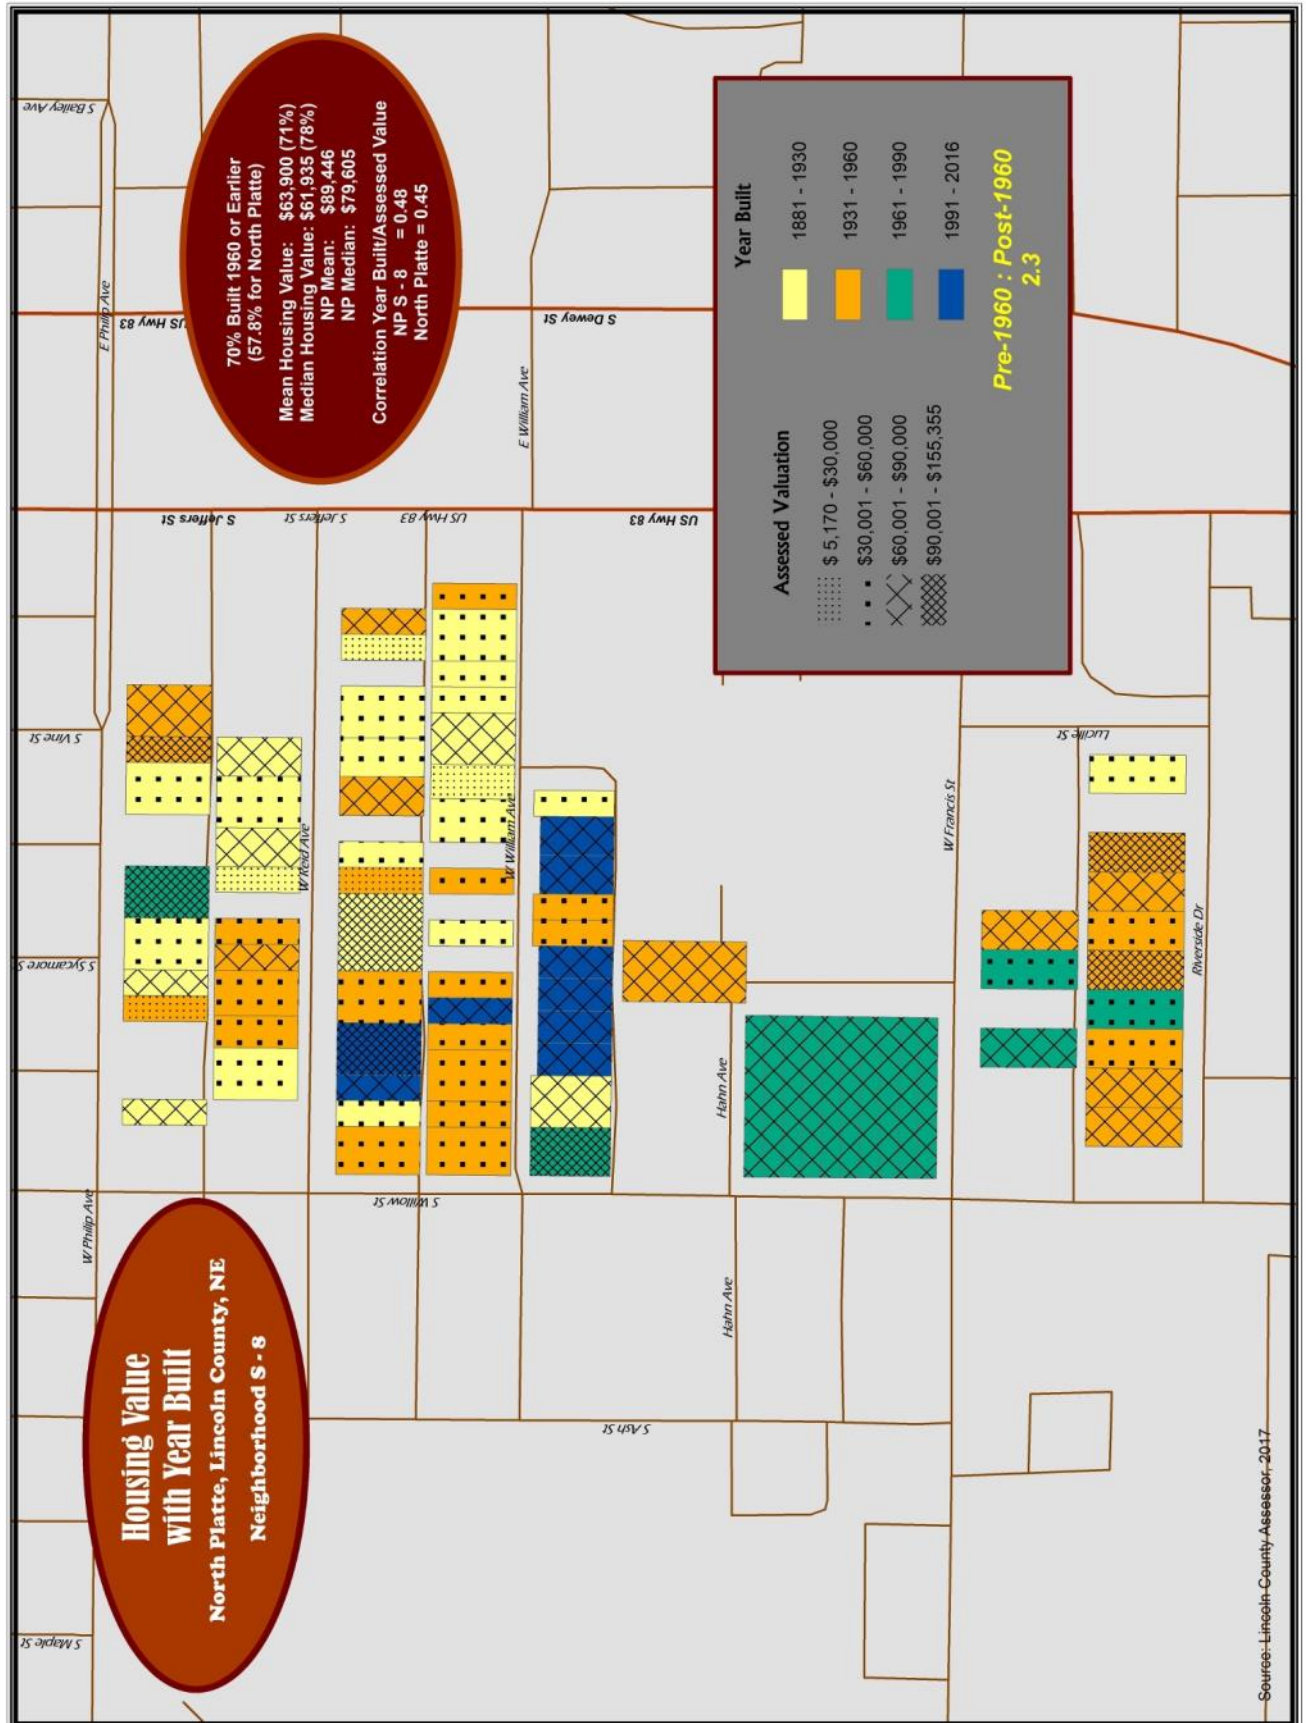 Housing Value
With Year Built
North Platte, Lincoln County, NE
Neighborhood S - 8
70% Built 1960 or Earlier
(57.8% for North Platte)
Mean Housing Value: $63,900 (71%)
Median Housing Value: $61,935 (78%)
NP Mean: $89,446
NP Median: $79,605
Correlation Year Built/Assessed Value
NP S - 8 = 0.48
North Platte = 0.45
Assessed Valuation
$ 5,170 - $30,000
$30,001 - $60,000
$60,001 - $90,000
$90,001 - $155,355
Year Built
1881 - 1930
1931 - 1960
1961 - 1990
1991 - 2016
Pre-1960 : Post-1960
2.3
S Maple St
W Philip Ave
S Sycamore S
S Vine St
E Philip Ave
S Bailey Ave
US Hwy 83
S Jeffers St
S Jeffers St
US Hwy 83
US Hwy 83
S Dewey St
E William Ave
W Reid Ave
W William Ave
S Willow St
S Ash St
Hahn Ave
Hahn Ave
W Francis St
Lucille St
Riverside Dr
Source: Lincoln County Assessor, 2017